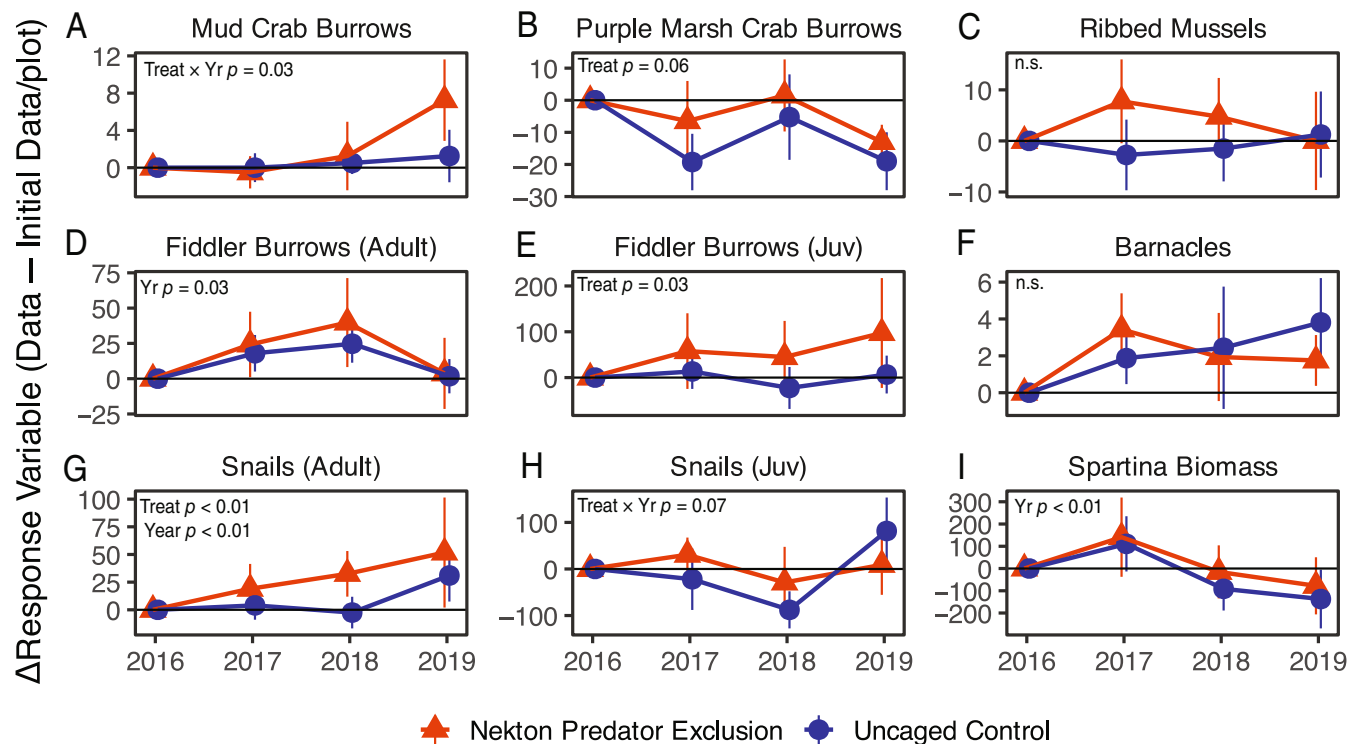 ΔResponse Variable (Data — Initial Data/plot)
A
Mud Crab Burrows
Treat × Yr p = 0.03
12
8
4
0
B
Purple Marsh Crab Burrows
Treat p = 0.06
10
0
−10
−20
−30
C
Ribbed Mussels
n.s.
10
0
−10
D
Fiddler Burrows (Adult)
Yr p = 0.03
75
50
25
0
−25
E
Fiddler Burrows (Juv)
Treat p = 0.03
200
100
0
F
Barnacles
n.s.
6
4
2
0
G
Snails (Adult)
Treat p < 0.01
Year p < 0.01
100
75
50
25
0
2016 2017 2018 2019
H
Snails (Juv)
Treat × Yr p = 0.07
100
0
−100
2016 2017 2018 2019
I
Spartina Biomass
Yr p < 0.01
300
200
100
0
−100
−200
2016 2017 2018 2019
Nekton Predator Exclusion Uncaged Control